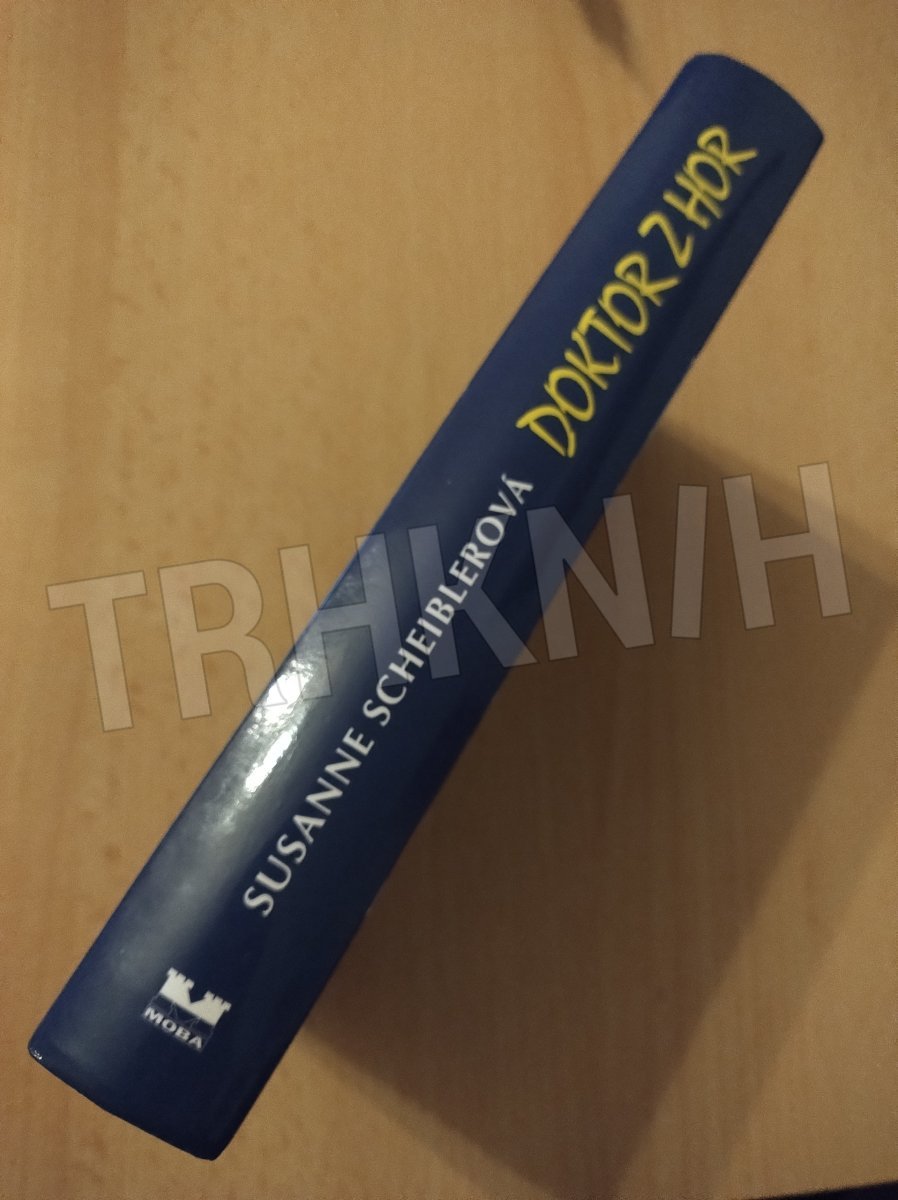 SUSANNE SCHEIBLEROVÁ DOKTOR Z HOR
MOBA
TRHKNIH